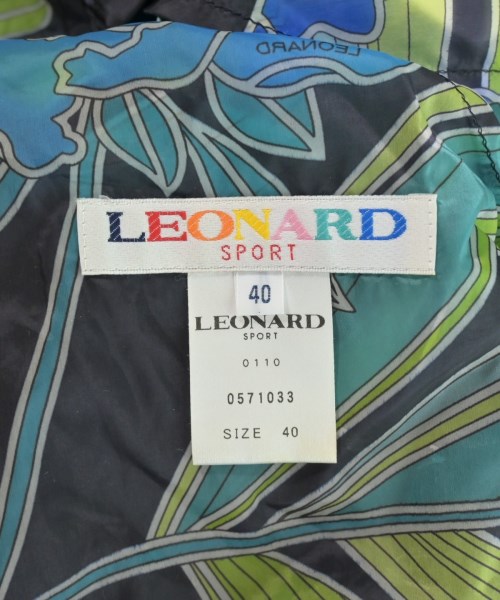 LEONARD
LEONARD
SPORT
40
LEONARD
SPORT
0110
0571033
SIZE 40